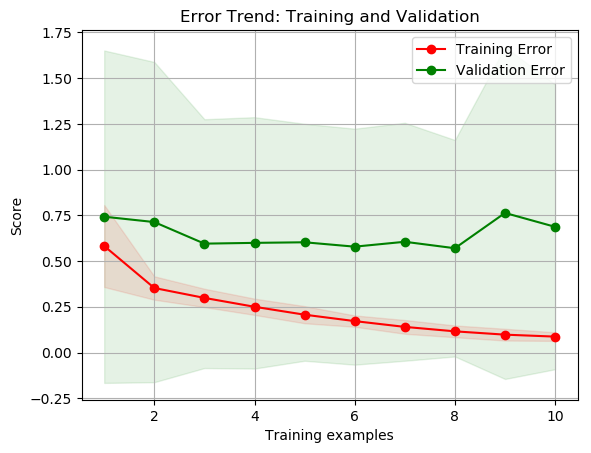 Error Trend: Training and Validation
Training Error
Validation Error
1.75
1.50
1.25
1.00
0.75
0.50
0.25
0.00
−0.25
Score
2
4
6
8
10
Training examples